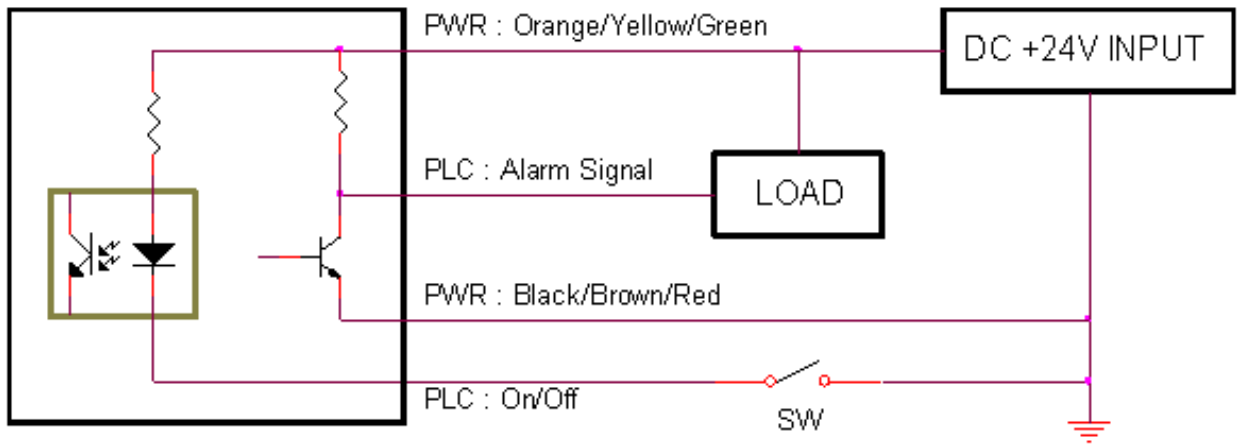 PWR : Orange/Yellow/Green
DC +24V INPUT
PLC : Alarm Signal
LOAD
PWR : Black/Brown/Red
PLC : On/Off
SW